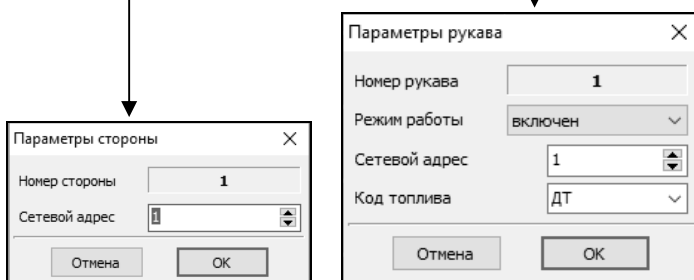 Параметры стороны
Номер стороны 1
Сетевой адрес 1
Отмена OK
Параметры рукава
Номер рукава 1
Режим работы включен
Сетевой адрес 1
Код топлива ДТ
Отмена OK